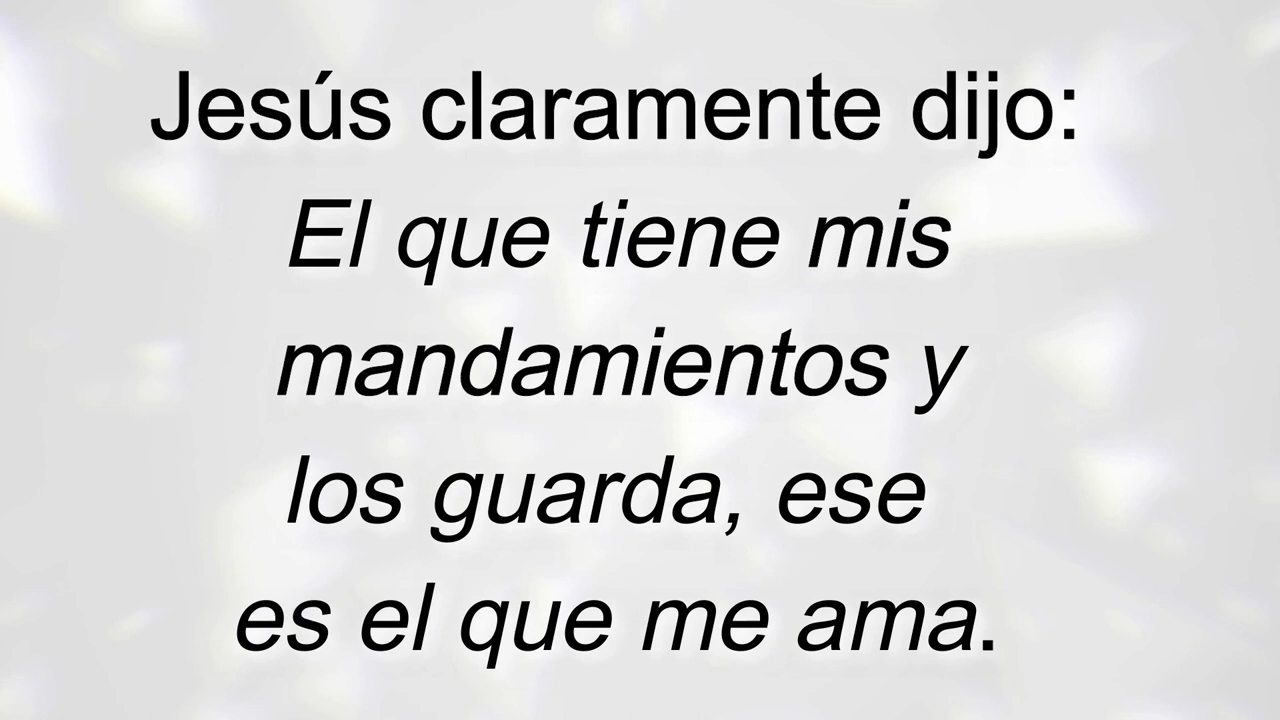 Jesús claramente dijo:
El que tiene mis
mandamientos y
los guarda, ese
es el que me ama.